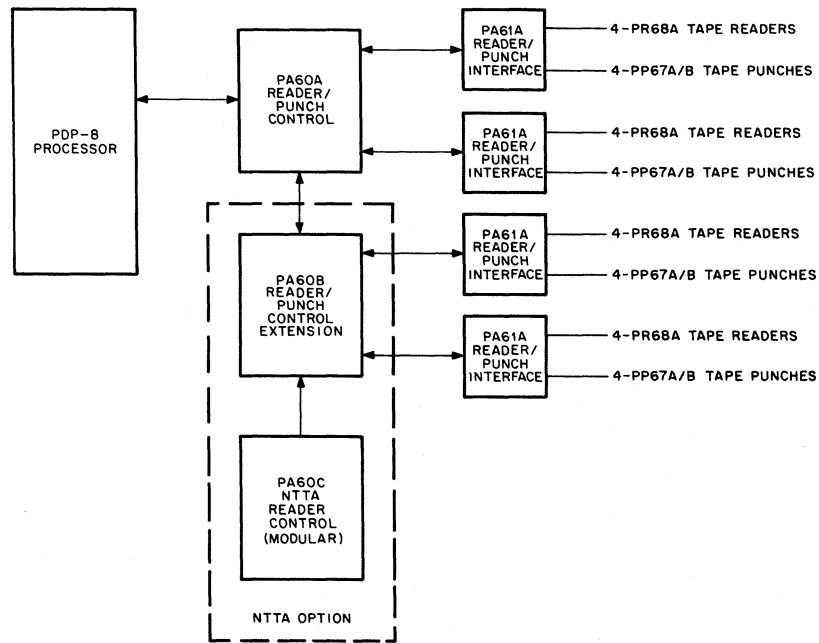 PDP-8
PROCESSOR
PA60A
READER/
PUNCH
CONTROL
PA61A
READER/
PUNCH
INTERFACE
4-PR68A TAPE READERS
4-PP67A/B TAPE PUNCHES
PA61A
READER/
PUNCH
INTERFACE
4-PR68A TAPE READERS
4-PP67A/B TAPE PUNCHES
PA60B
READER/
PUNCH
CONTROL
EXTENSION
PA61A
READER/
PUNCH
INTERFACE
4-PR68A TAPE READERS
4-PP67A/B TAPE PUNCHES
PA61A
READER/
PUNCH
INTERFACE
4-PR68A TAPE READERS
4-PP67A/B TAPE PUNCHES
PA60C
NTTA
READER
CONTROL
(MODULAR)
NTTA OPTION